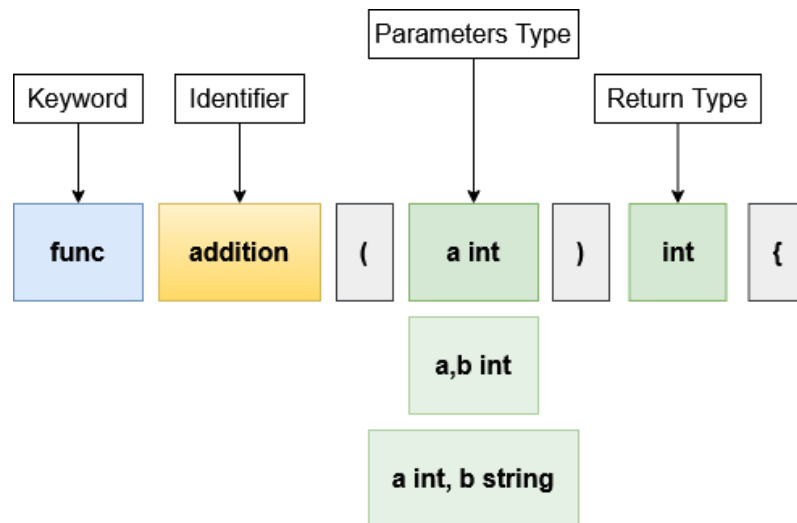 Parameters Type
Keyword Identifier Return Type
func addition ( a int ) int {
a,b int
a int, b string